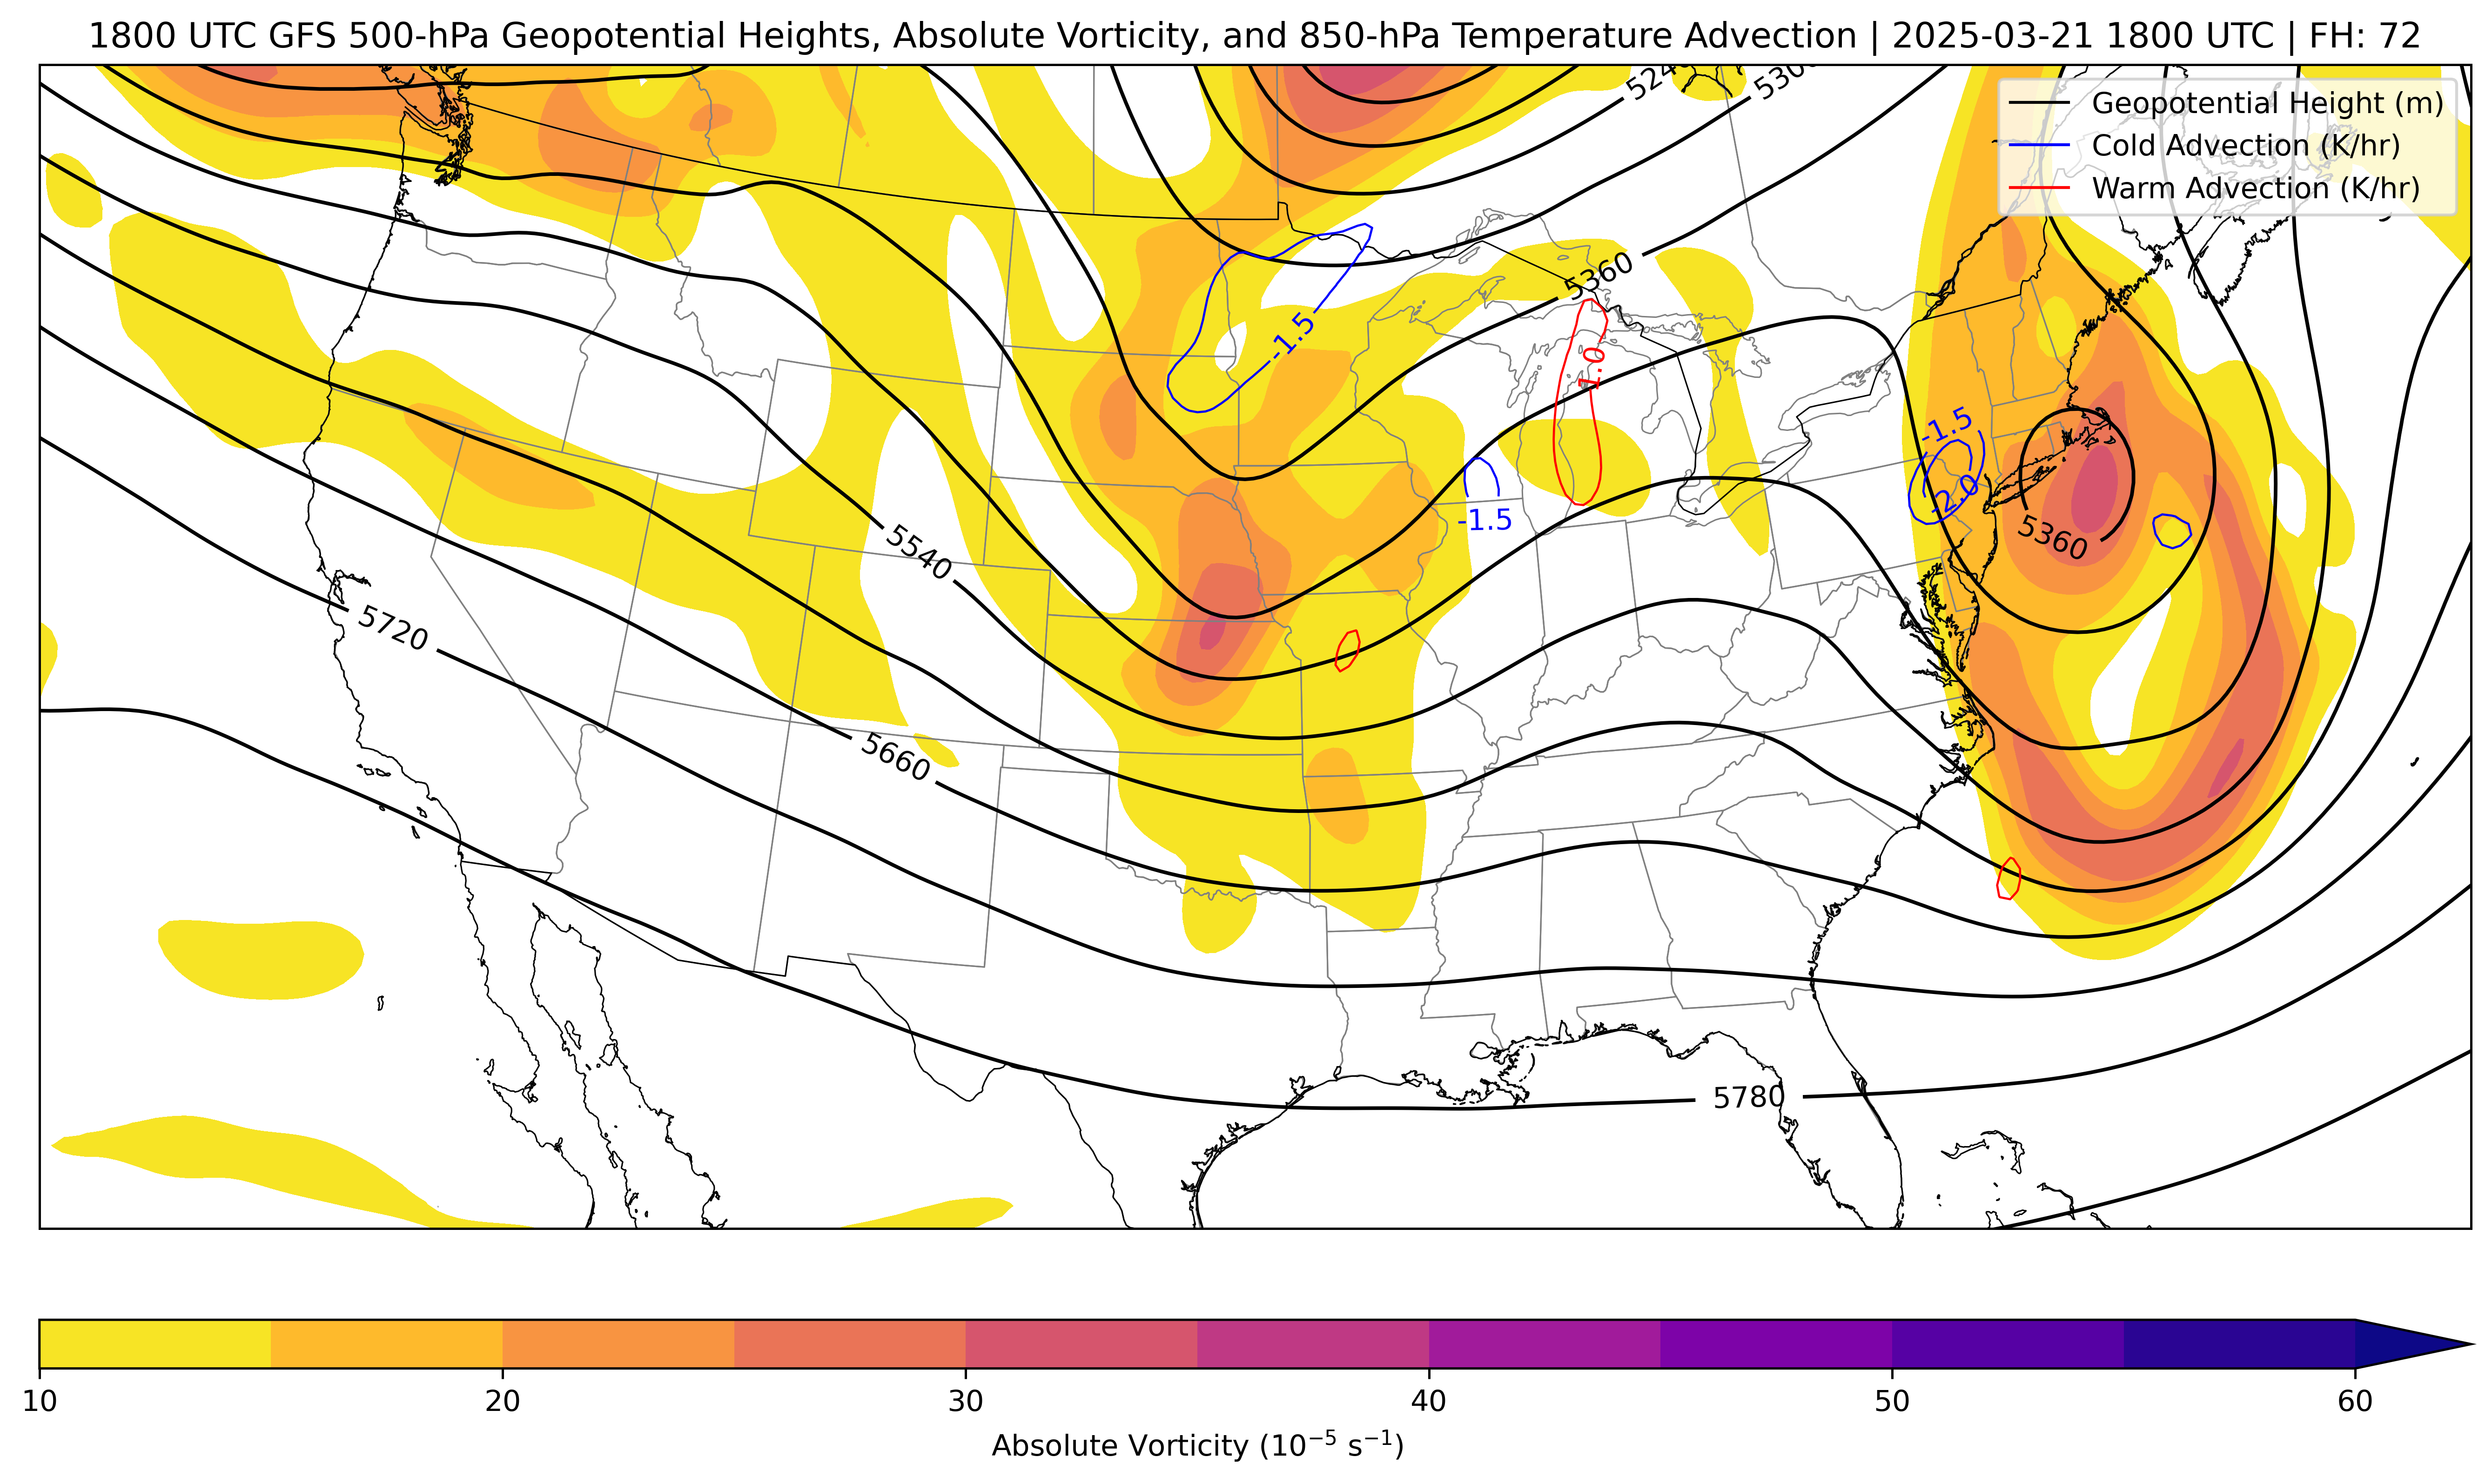 1800 UTC GFS 500-hPa Geopotential Heights, Absolute Vorticity, and 850-hPa Temperature Advection | 2025-03-21 1800 UTC | FH: 72
Geopotential Height (m)
Cold Advection (K/hr)
Warm Advection (K/hr)
5360
-1.5
1.0
-1.5
-2.0
-1.5
5360
5540
5720
5660
5780
10 20 30 40 50 60
Absolute Vorticity (10⁻⁵ s⁻¹)